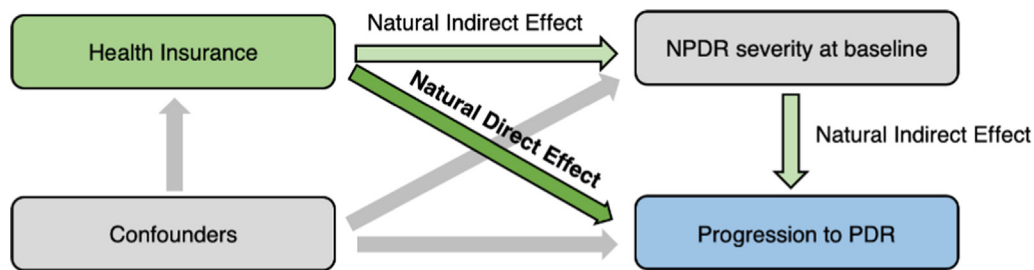 Natural Indirect Effect
Health Insurance
NPDR severity at baseline
Natural Direct Effect
Natural Indirect Effect
Confounders
Progression to PDR